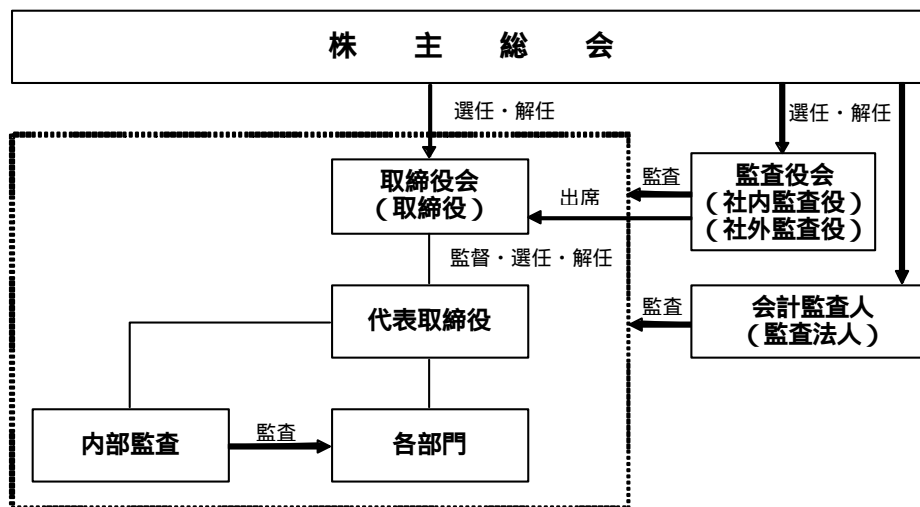 株 主 総 会
選任・解任
選任・解任
取締役会
（取締役）
監査
出席
監査役会
（社内監査役）
（社外監査役）
監督・選任・解任
代表取締役
監査
会計監査人
（監査法人）
内部監査
監査
各部門